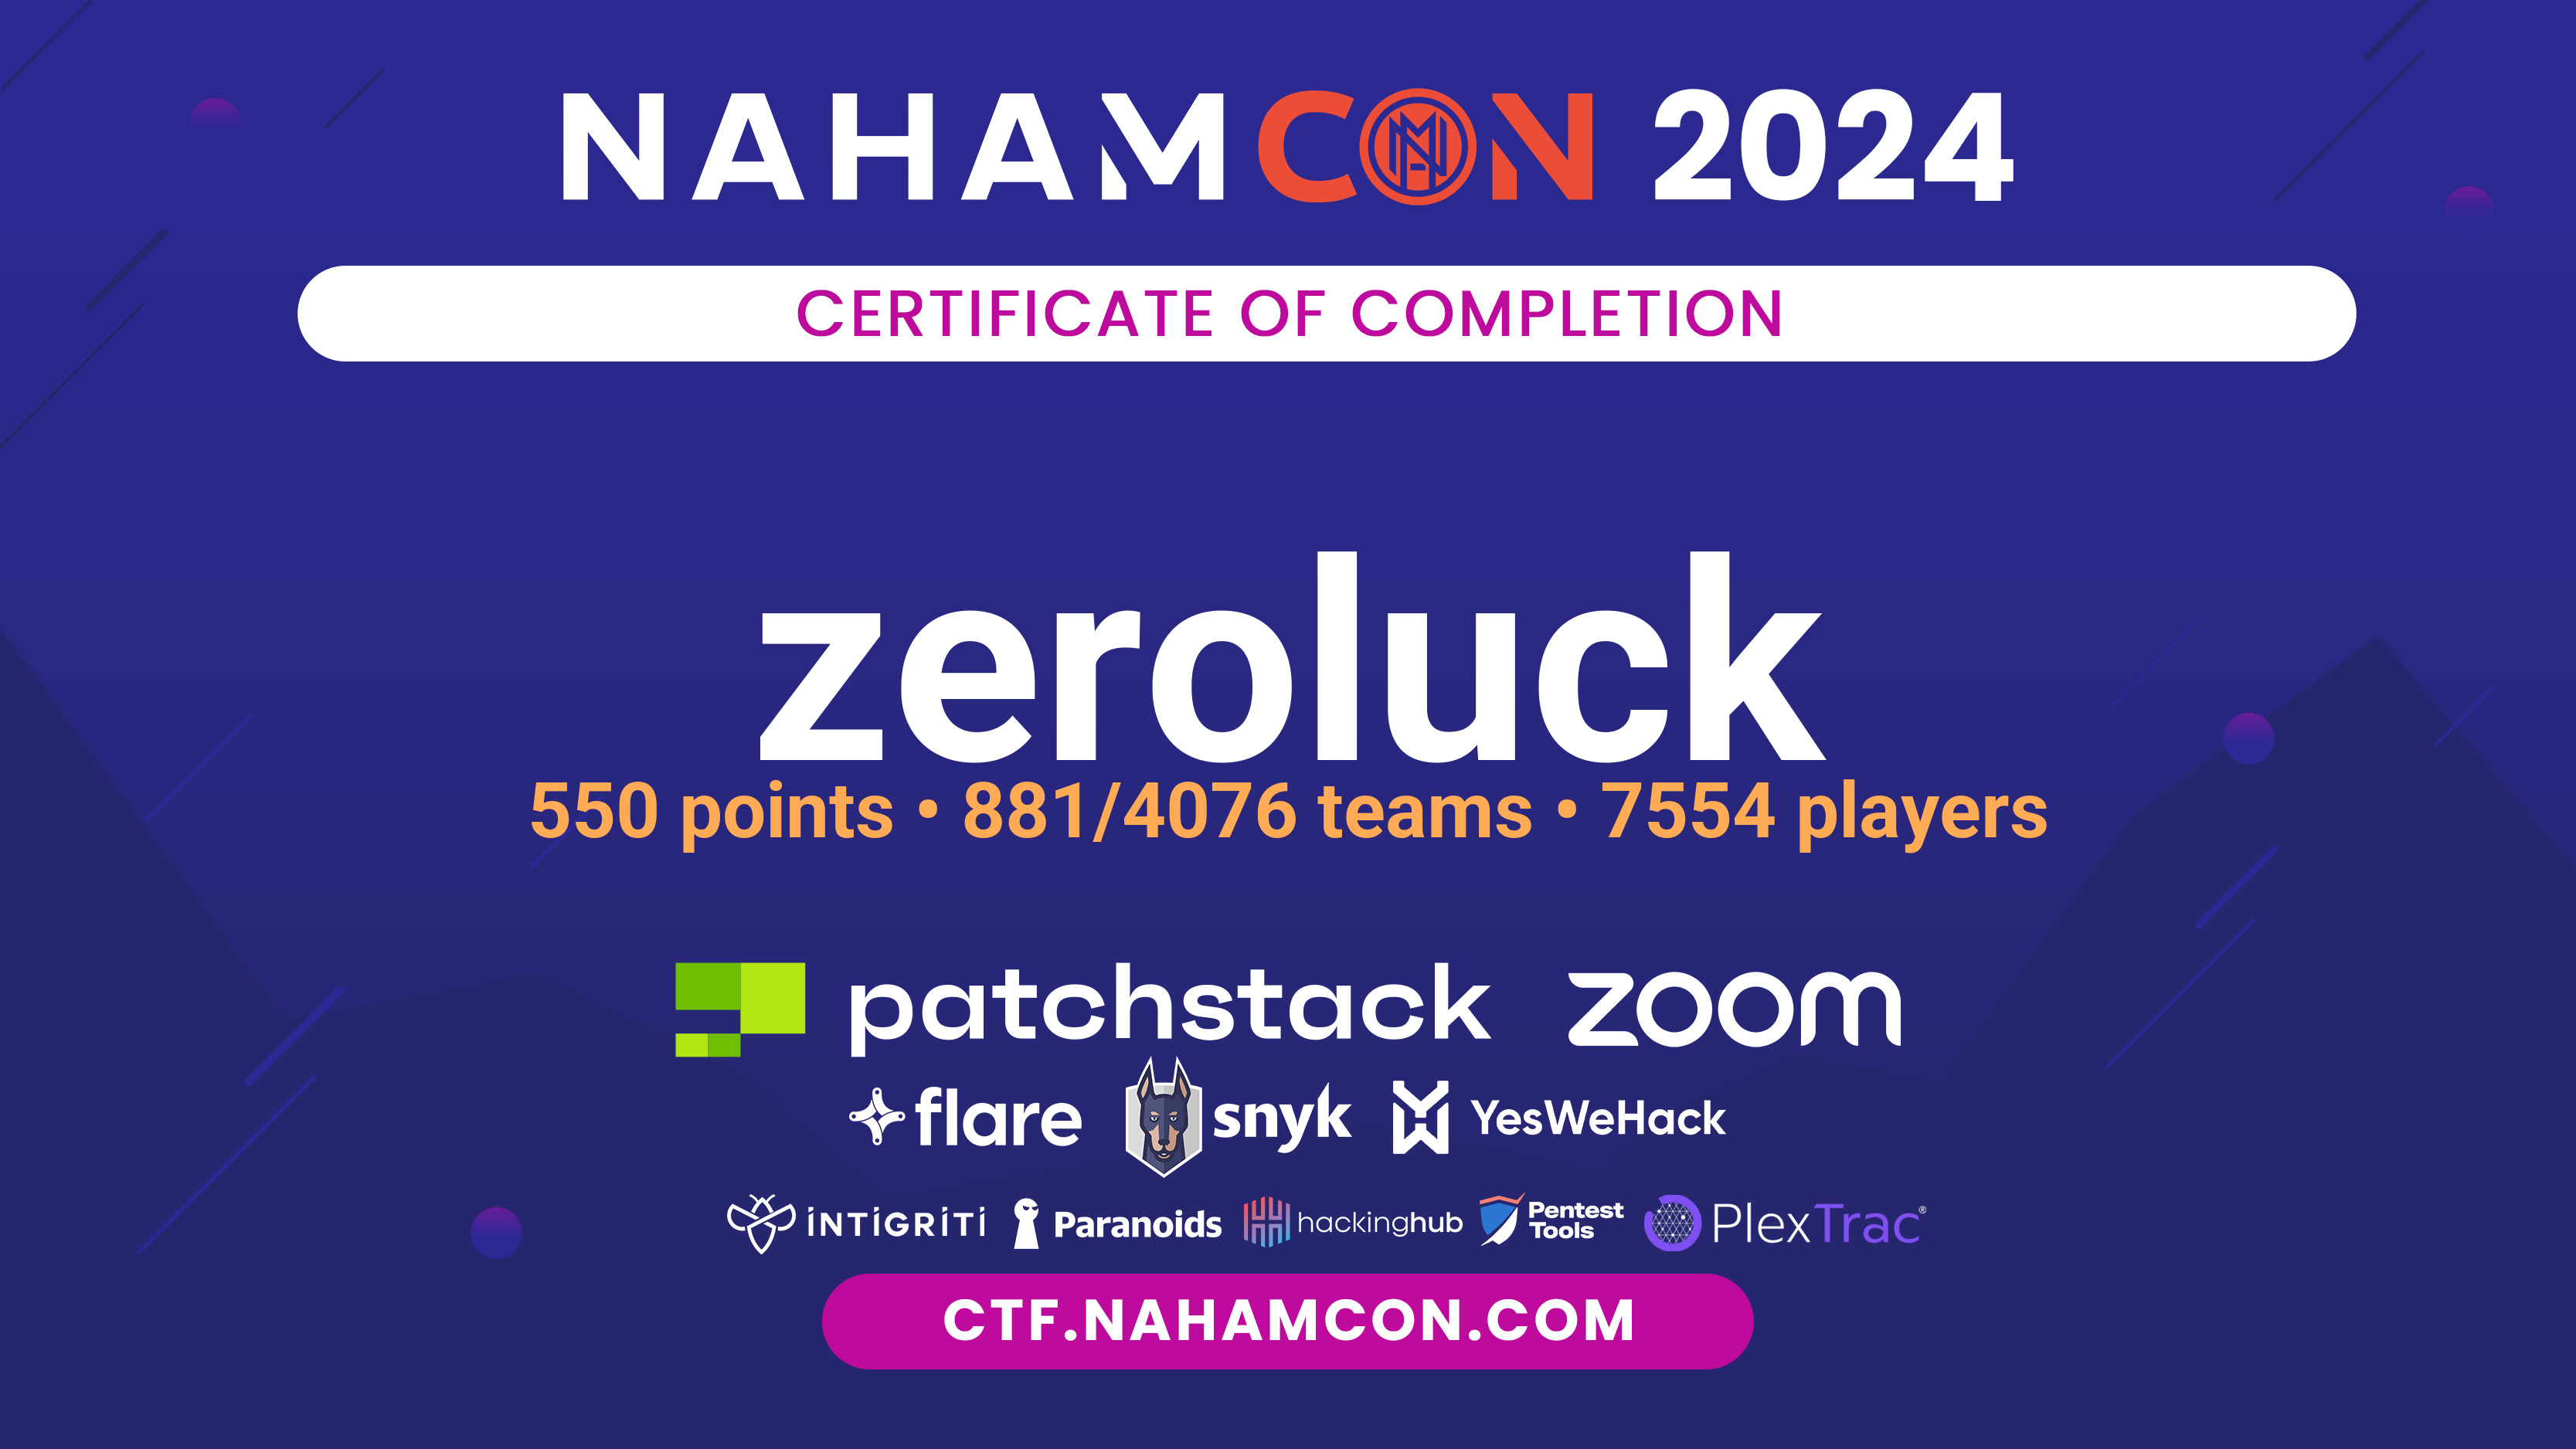 NAHAMCON 2024
CERTIFICATE OF COMPLETION
zeroluck
550 points • 881/4076 teams • 7554 players
patchstack zoom
flare snyk YesWeHack
INTIGRITI Paranoids hackinghub Pentest Tools PlexTrac®
CTF.NAHAMCON.COM